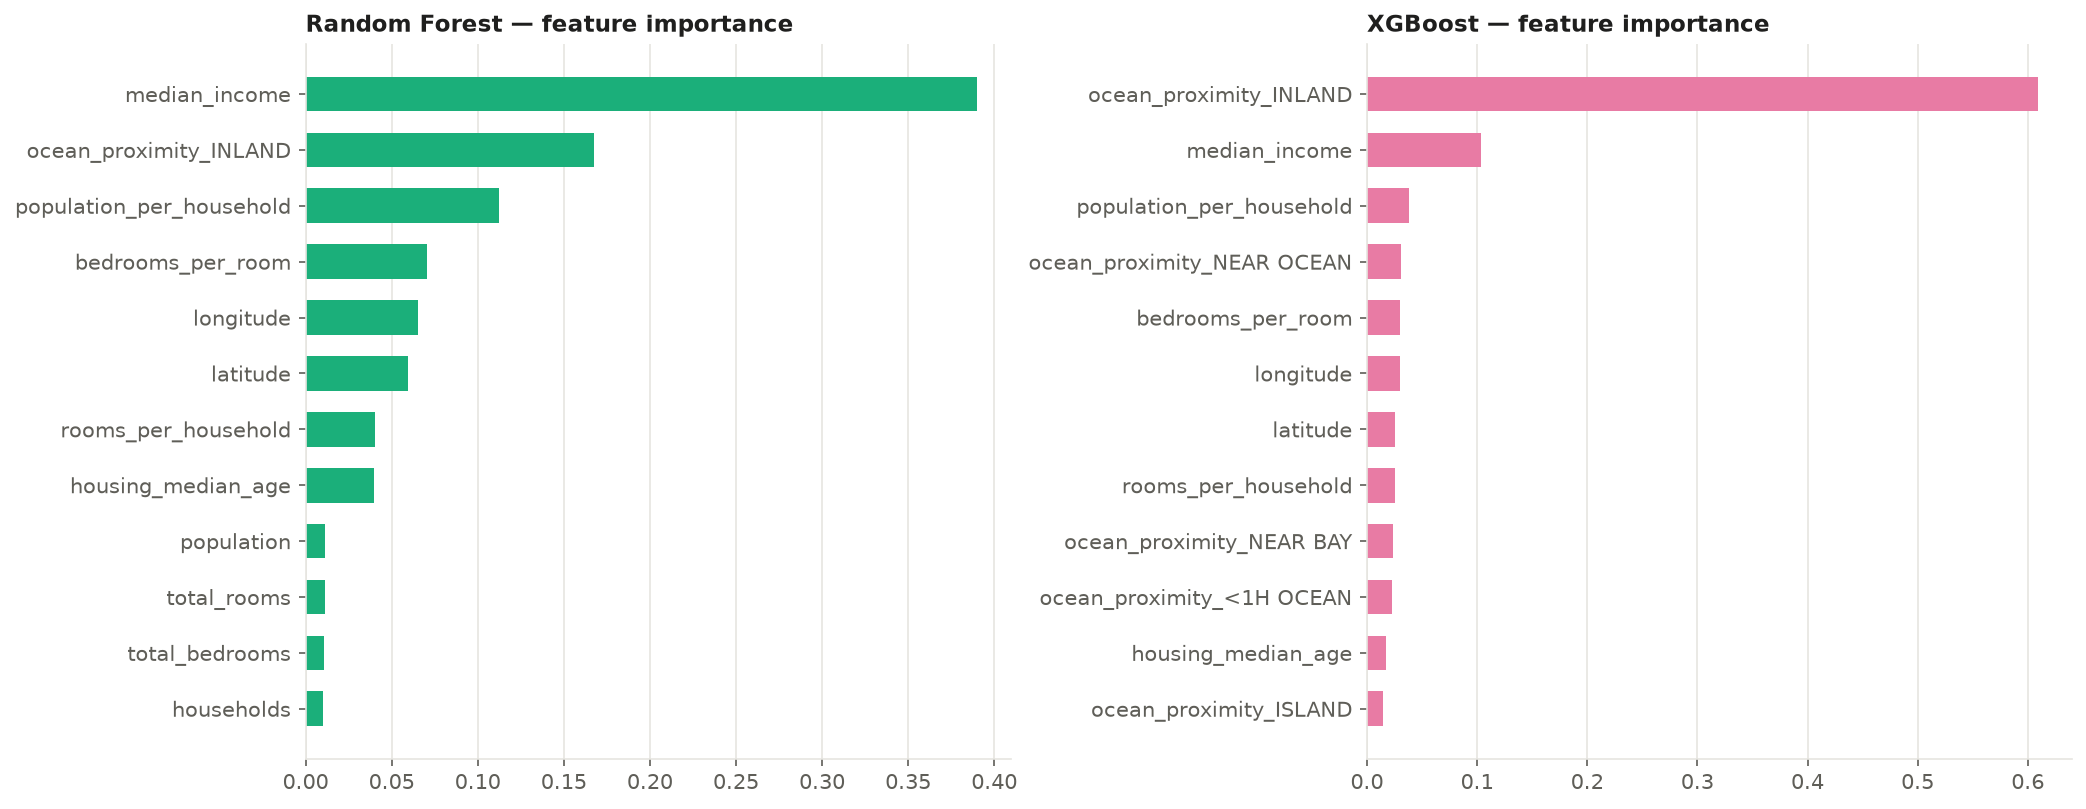 Random Forest — feature importance
median_income
ocean_proximity_INLAND
population_per_household
bedrooms_per_room
longitude
latitude
rooms_per_household
housing_median_age
population
total_rooms
total_bedrooms
households
0.00 0.05 0.10 0.15 0.20 0.25 0.30 0.35 0.40
XGBoost — feature importance
ocean_proximity_INLAND
median_income
population_per_household
ocean_proximity_NEAR OCEAN
bedrooms_per_room
longitude
latitude
rooms_per_household
ocean_proximity_NEAR BAY
ocean_proximity_<1H OCEAN
housing_median_age
ocean_proximity_ISLAND
0.0 0.1 0.2 0.3 0.4 0.5 0.6